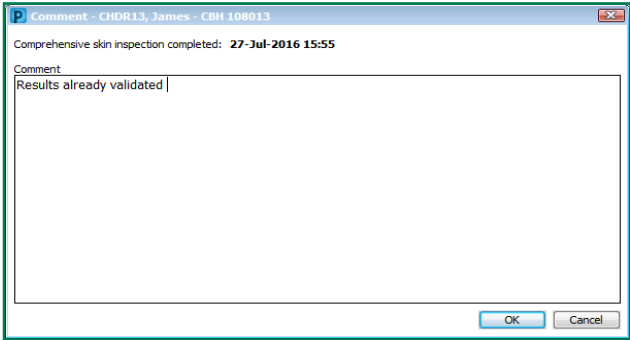 P Comment - CHDR13, James - CBH 108013
Comprehensive skin inspection completed: 27-Jul-2016 15:55
Comment
Results already validated
OK Cancel